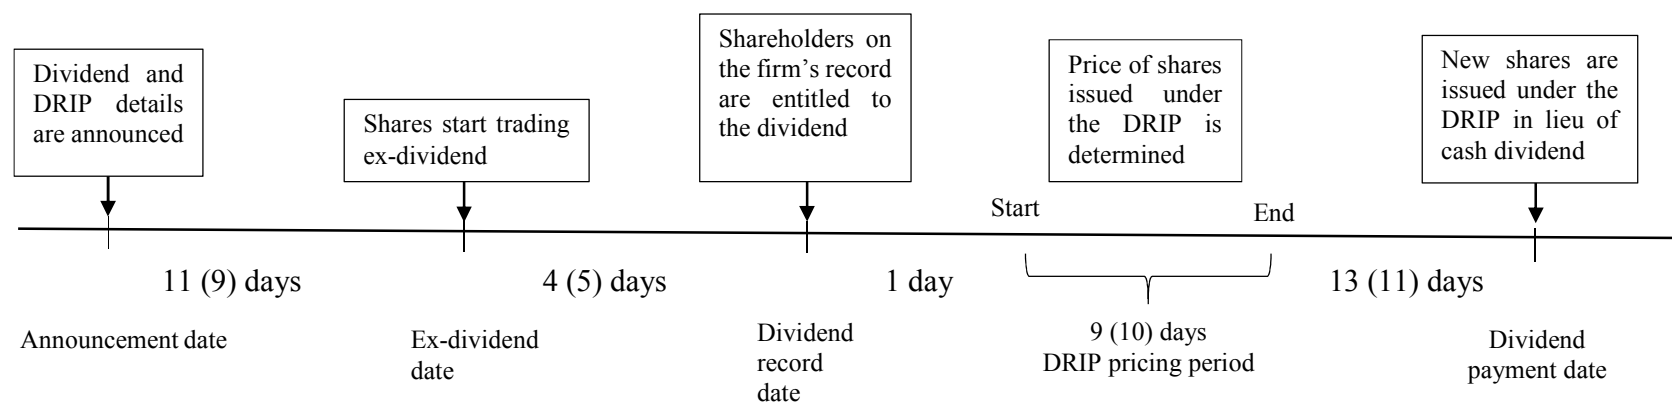 Dividend and
DRIP details
are announced
Shares start trading
ex-dividend
Shareholders on
the firm's record
are entitled to
the dividend
Price of shares
issued under
the DRIP is
determined
New shares are
issued under the
DRIP in lieu of
cash dividend
Start
End
11 (9) days
4 (5) days
1 day
13 (11) days
Announcement date
Ex-dividend
date
Dividend
record
date
9 (10) days
DRIP pricing period
Dividend
payment date